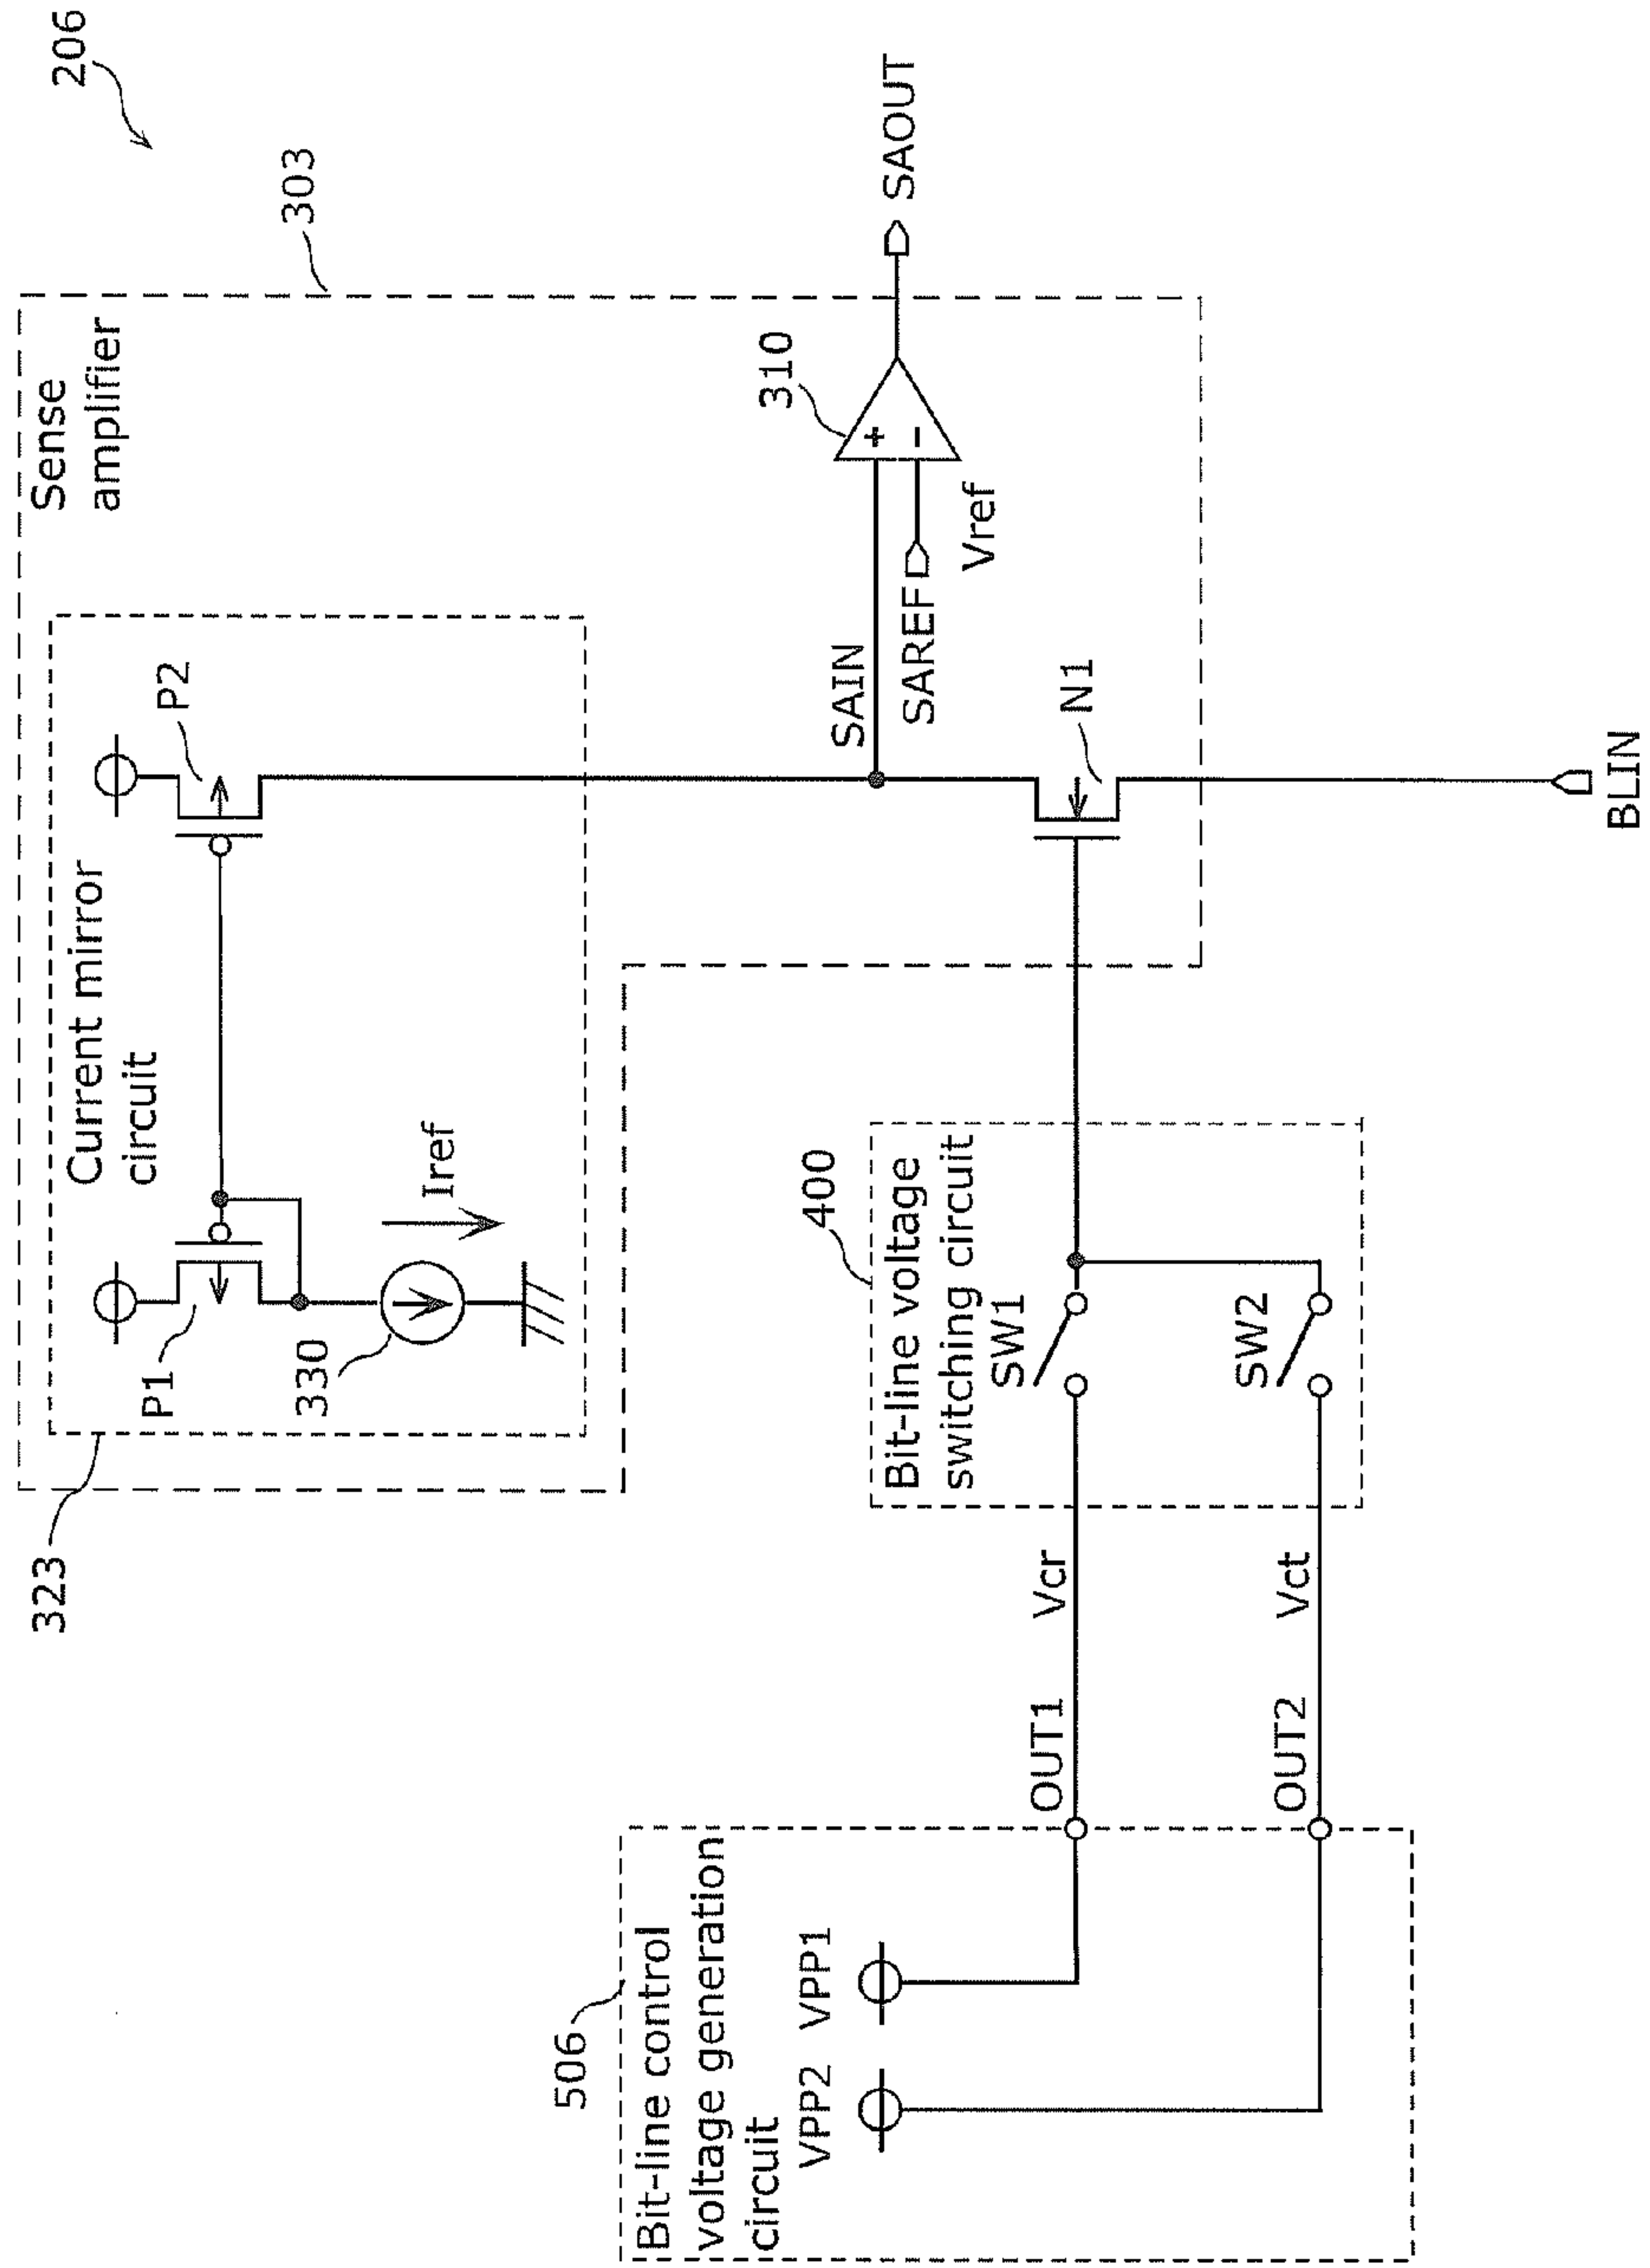 206
303
Sense
amplifier
323
Current mirror
circuit
P1
P2
330
Iref
SAIN
310
+
−
SAREF
Vref
SAOUT
N1
BLIN
400
Bit-line voltage
switching circuit
SW1
SW2
Vcr
Vct
OUT1
OUT2
506
Bit-line control
voltage generation
circuit
VPP2
VPP1